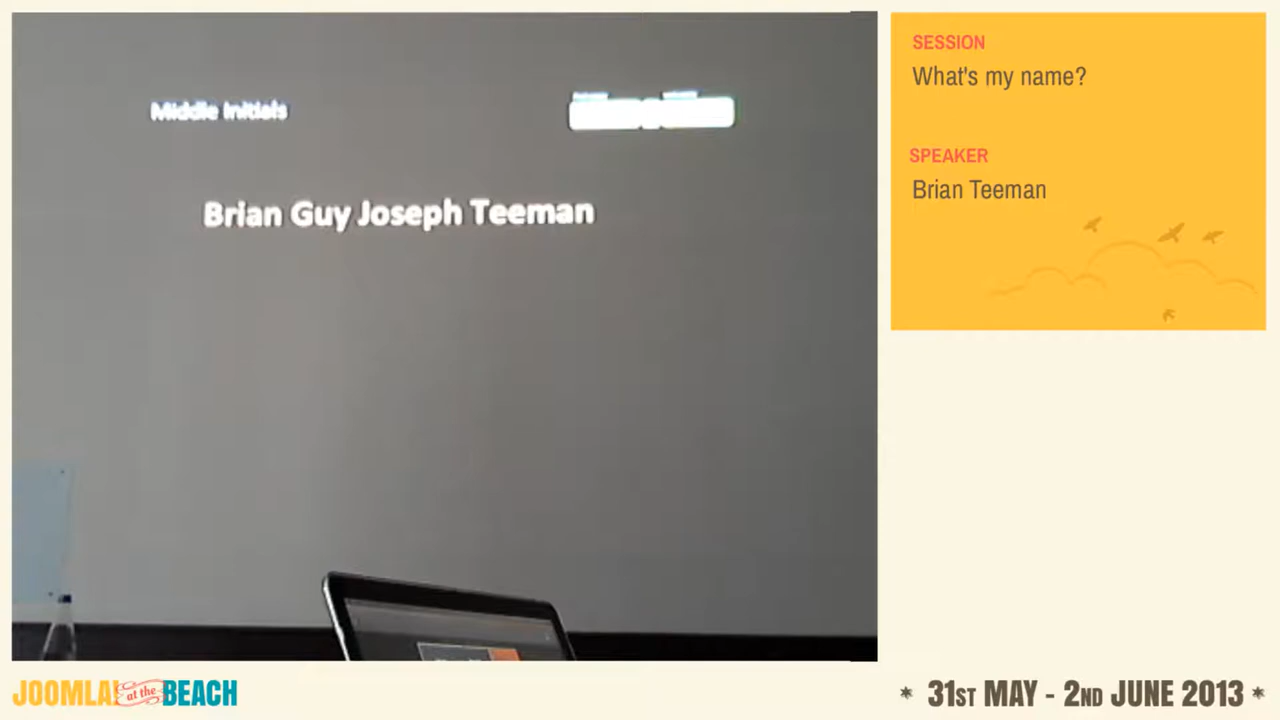 Middle Initials
Brian Guy Joseph Teeman
SESSION
What's my name?
SPEAKER
Brian Teeman
JOOMLA! at the BEACH
* 31ST MAY - 2ND JUNE 2013 *